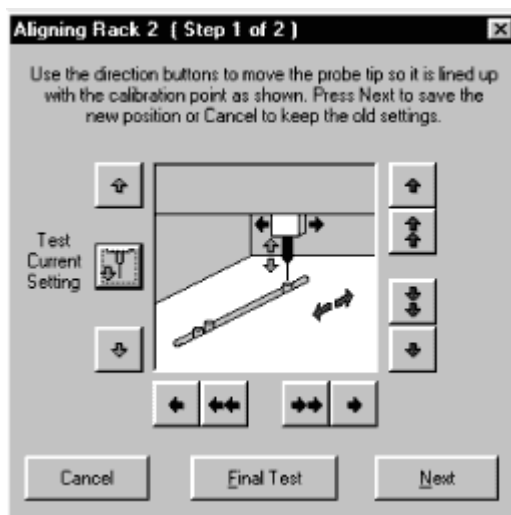 Aligning Rack 2 ( Step 1 of 2 )
Use the direction buttons to move the probe tip so it is lined up
with the calibration point as shown. Press Next to save the
new position or Cancel to keep the old settings.
Test
Current
Setting
Cancel
Final Test
Next